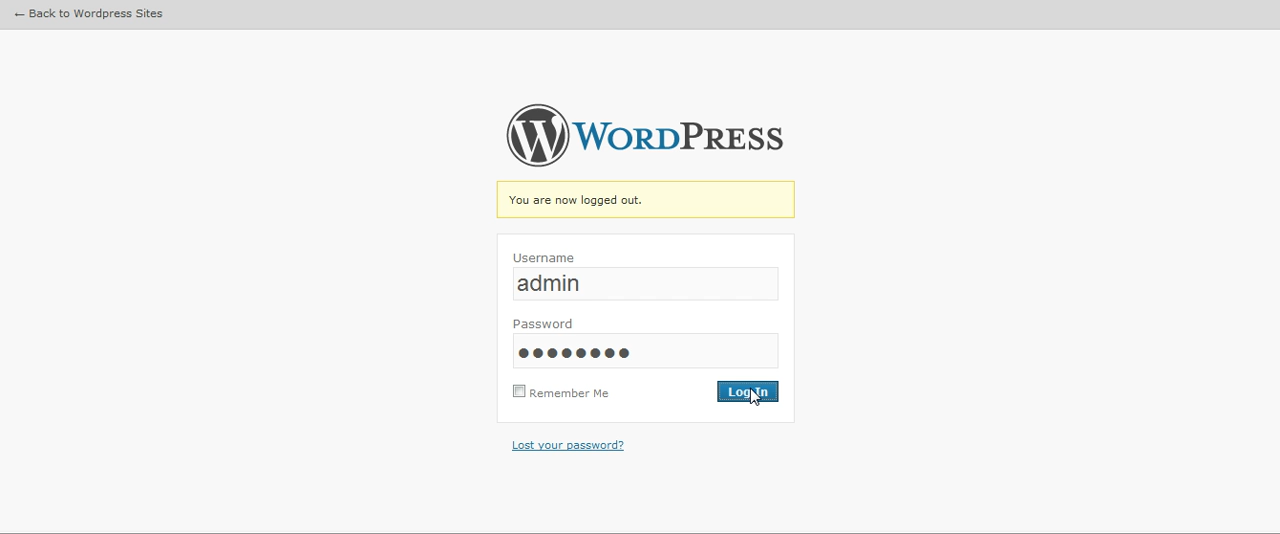 ← Back to Wordpress Sites
WORDPRESS
You are now logged out.
Username
admin
Password
●●●●●●●●
Remember Me
Log In
Lost your password?